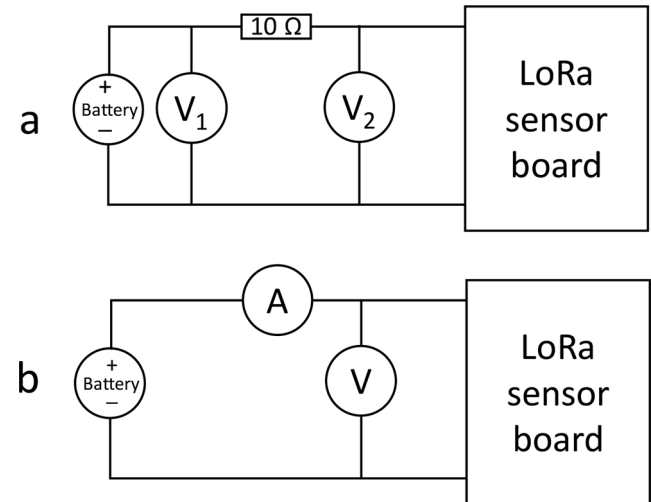 a
10 Ω
+
Battery
–
V₁
V₂
LoRa
sensor
board
b
A
+
Battery
–
V
LoRa
sensor
board